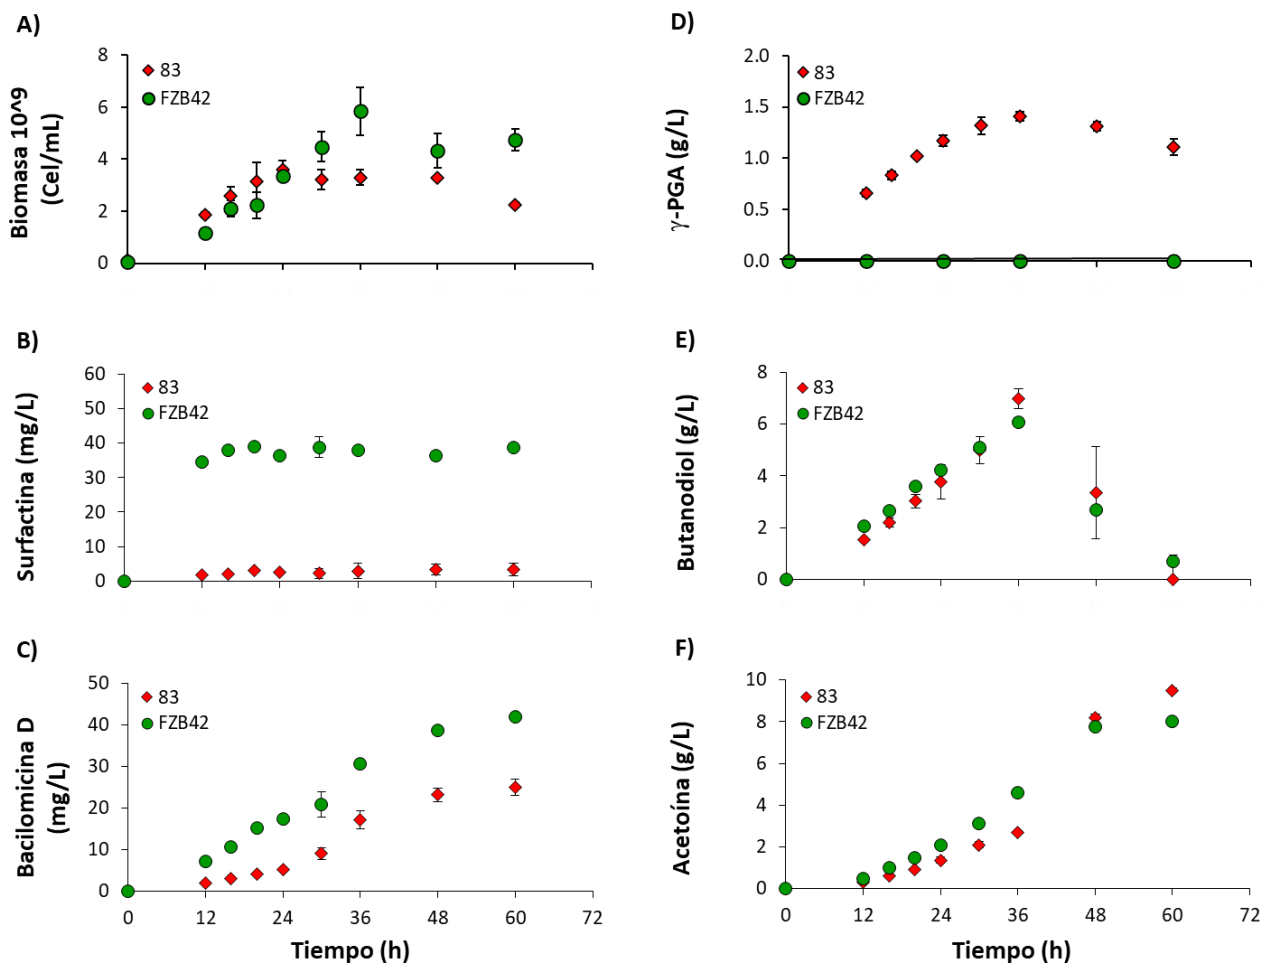 A)
Biomasa 10^9
(Cel/mL)
8
6
4
2
0
83
FZB42
B)
Surfactina (mg/L)
60
50
40
30
20
10
0
83
FZB42
C)
Bacilomicina D
(mg/L)
50
40
30
20
10
0
83
FZB42
0 12 24 36 48 60 72
Tiempo (h)
D)
γ-PGA (g/L)
2.0
1.5
1.0
0.5
0.0
83
FZB42
E)
Butanodiol (g/L)
8
6
4
2
0
83
FZB42
F)
Acetoína (g/L)
10
8
6
4
2
0
83
FZB42
0 12 24 36 48 60 72
Tiempo (h)